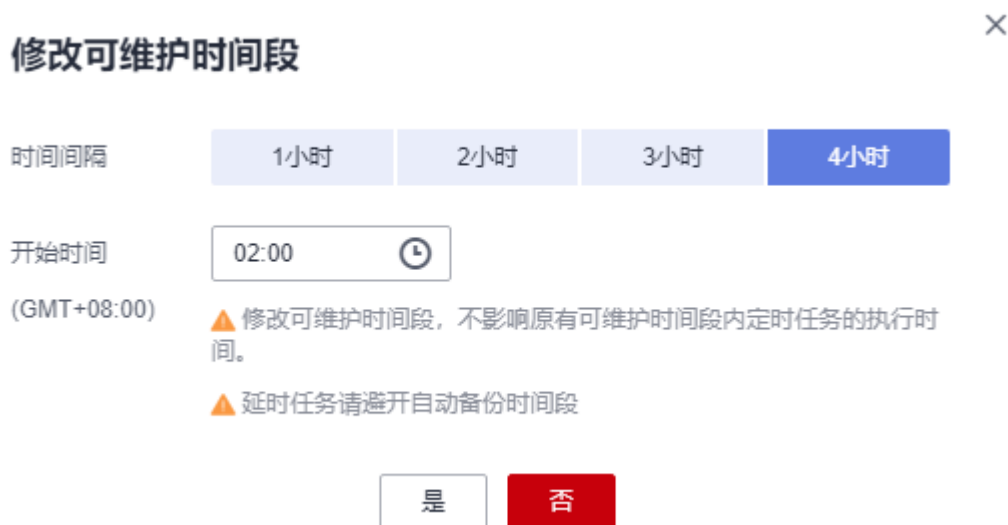 修改可维护时间段
时间间隔 1小时 2小时 3小时 4小时
开始时间 02:00
(GMT+08:00)
修改可维护时间段，不影响原有可维护时间段内定时任务的执行时
间。
延时任务请避开自动备份时间段
是 否